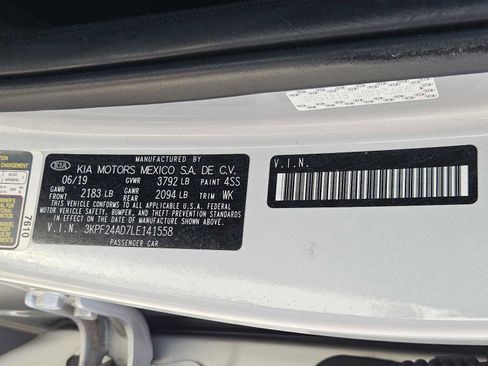 MANUFACTURED BY
KIA KIA MOTORS MEXICO S.A. DE C.V.
06/19 GVWR 3792 LB PAINT 4SS
GAWR FRONT 2183 LB GAWR REAR 2094 LB TRIM WK
THIS VEHICLE CONFORMS TO ALL APPLICABLE U.S.A. FEDERAL
MOTOR VEHICLE SAFETY, BUMPER, AND THEFT PREVENTION
STANDARDS IN EFFECT ON THE DATE OF MANUFACTURE SHOWN ABOVE.
V.I.N. 3KPF24AD7LE141558
PASSENGER CAR
V.I.N.
7610